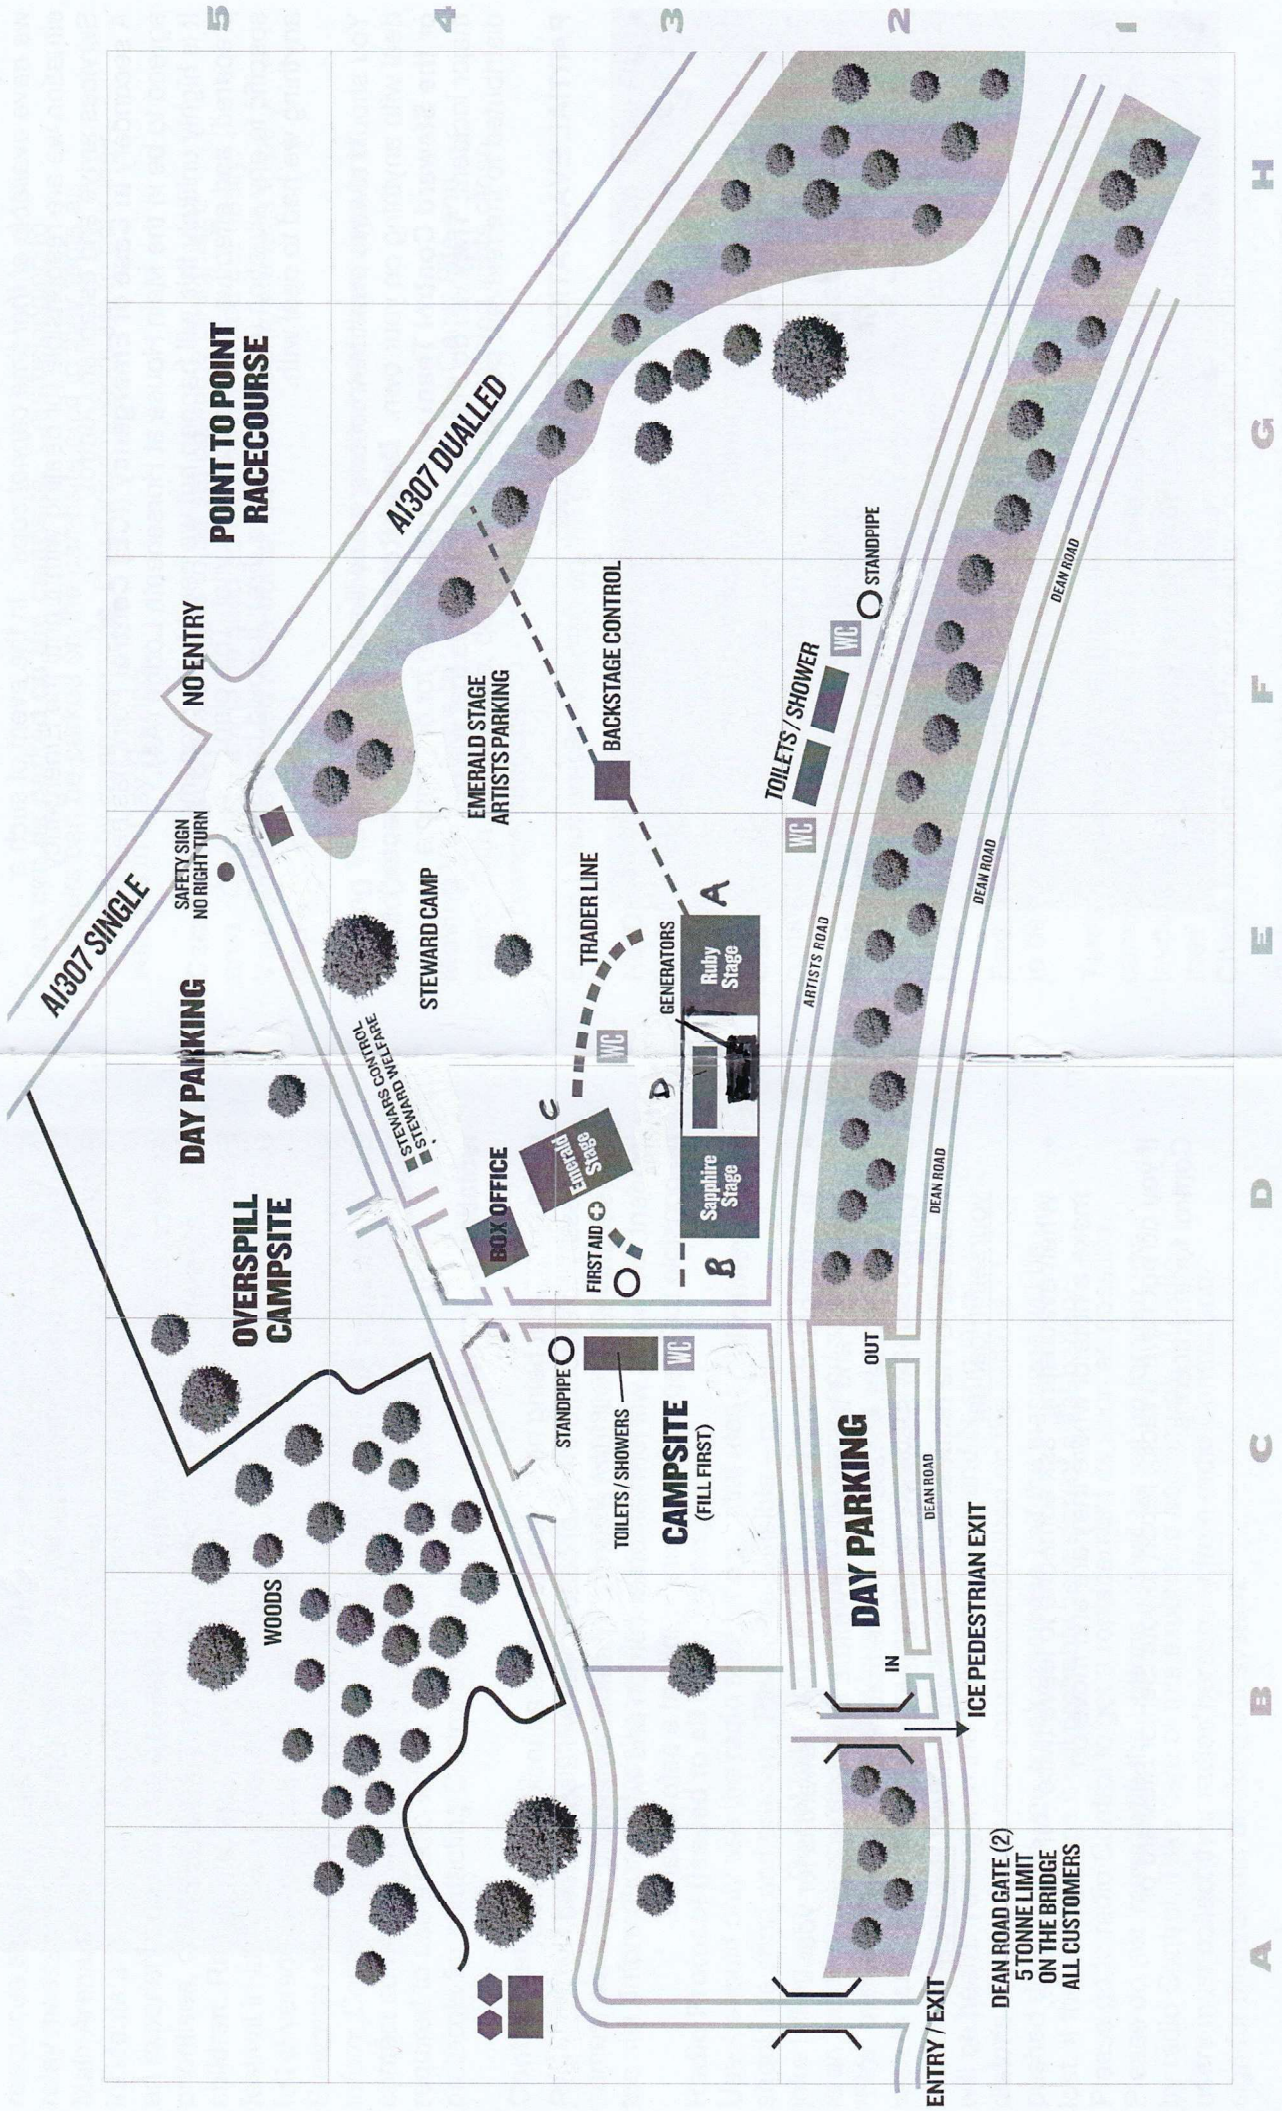 5
4
3
2
1
H
G
F
E
D
C
B
A
POINT TO POINT
RACECOURSE
A1307 DUALLED
NO ENTRY
SAFETY SIGN
NO RIGHT TURN
A1307 SINGLE
DAY PARKING
OVERSPILL
CAMPSITE
WOODS
EMERALD STAGE
ARTISTS PARKING
BACKSTAGE CONTROL
STEWARD CAMP
STEWARS CONTROL
STEWARD WELFARE
TRADER LINE
WC
GENERATORS
Ruby
Stage
A
D
C
Emerald
Stage
BOX OFFICE
FIRST AID
Sapphire
Stage
B
TOILETS / SHOWER
WC
WC
STANDPIPE
ARTISTS ROAD
DEAN ROAD
DEAN ROAD
DEAN ROAD
STANDPIPE
TOILETS / SHOWERS
WC
CAMPSITE
(FILL FIRST)
OUT
DAY PARKING
DEAN ROAD
IN
ICE PEDESTRIAN EXIT
DEAN ROAD GATE (2)
5 TONNE LIMIT
ON THE BRIDGE
ALL CUSTOMERS
ENTRY / EXIT